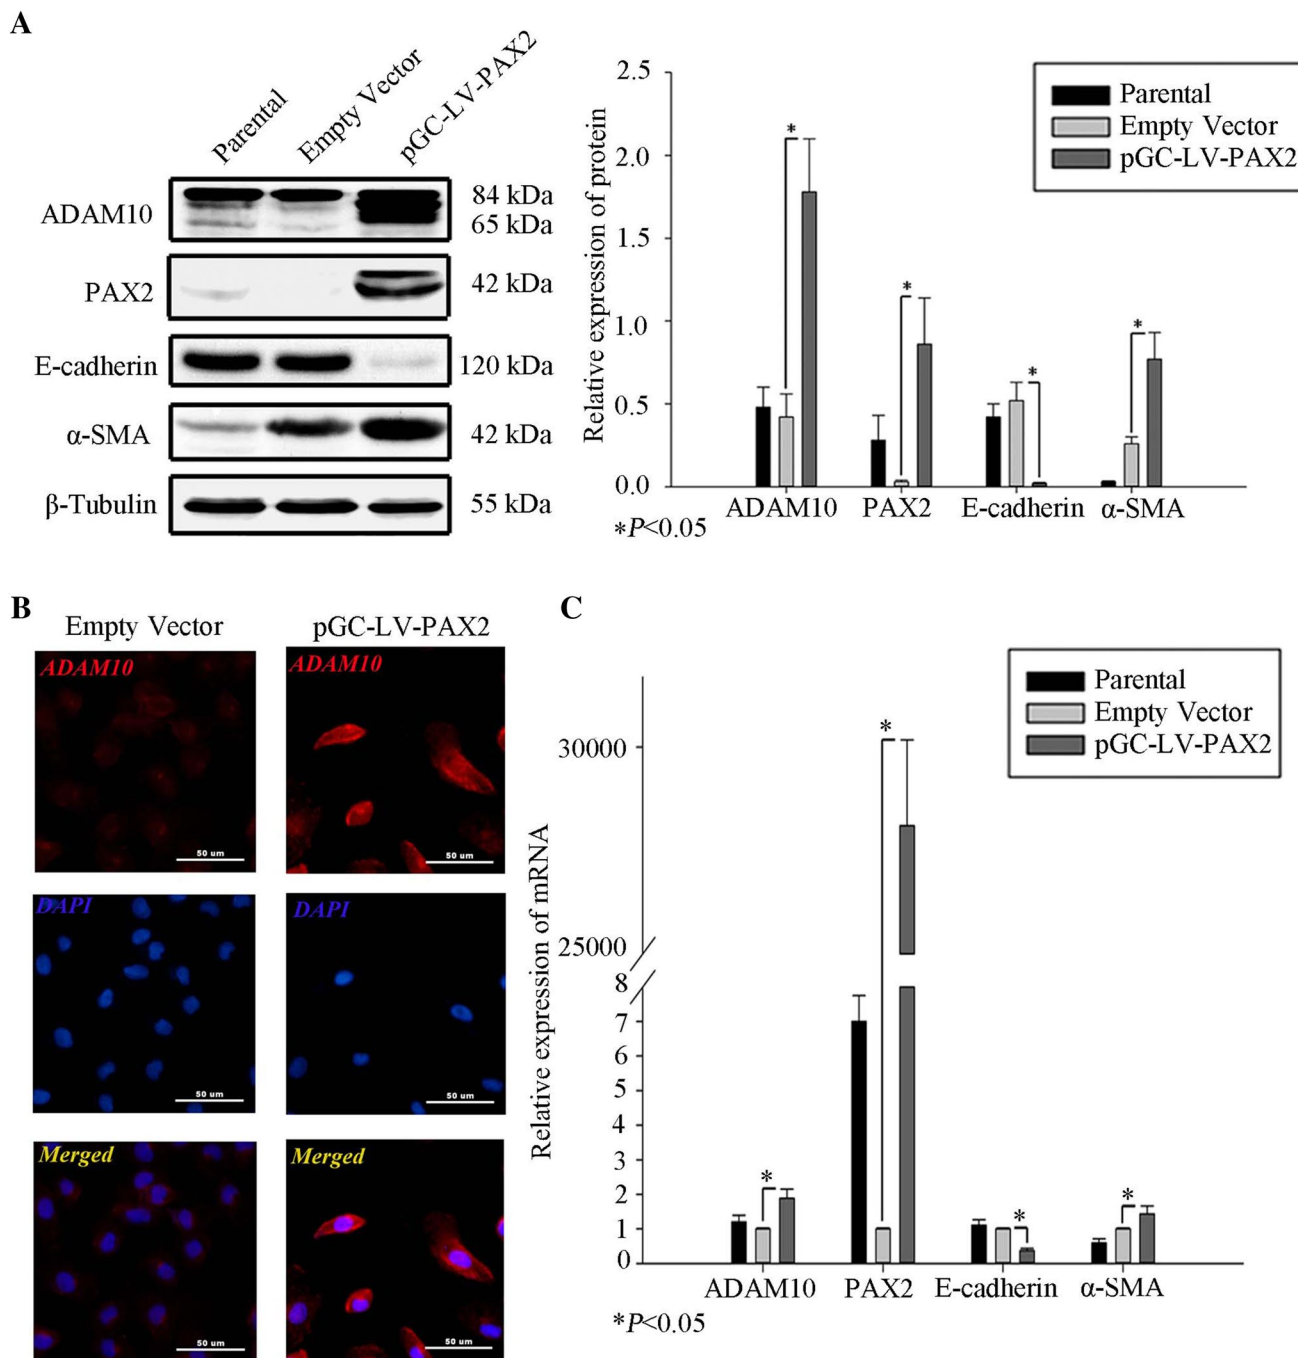 A
Parental
Empty Vector
pGC-LV-PAX2
ADAM10
84 kDa
65 kDa
PAX2
42 kDa
E-cadherin
120 kDa
α-SMA
42 kDa
β-Tubulin
55 kDa
Relative expression of protein
2.5
2.0
1.5
1.0
0.5
0.0
*
*
*
*
ADAM10
PAX2
E-cadherin
α-SMA
*P<0.05
Parental
Empty Vector
pGC-LV-PAX2
B
Empty Vector
pGC-LV-PAX2
ADAM10
50 um
ADAM10
50 um
DAPI
50 um
DAPI
50 um
Merged
50 um
Merged
50 um
C
Relative expression of mRNA
30000
25000
8
7
6
5
4
3
2
1
0
*
*
*
*
ADAM10
PAX2
E-cadherin
α-SMA
*P<0.05
Parental
Empty Vector
pGC-LV-PAX2